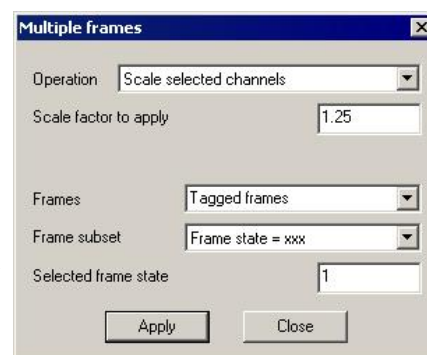 Multiple frames
Operation Scale selected channels
Scale factor to apply 1.25
Frames Tagged frames
Frame subset Frame state = xxx
Selected frame state 1
Apply Close